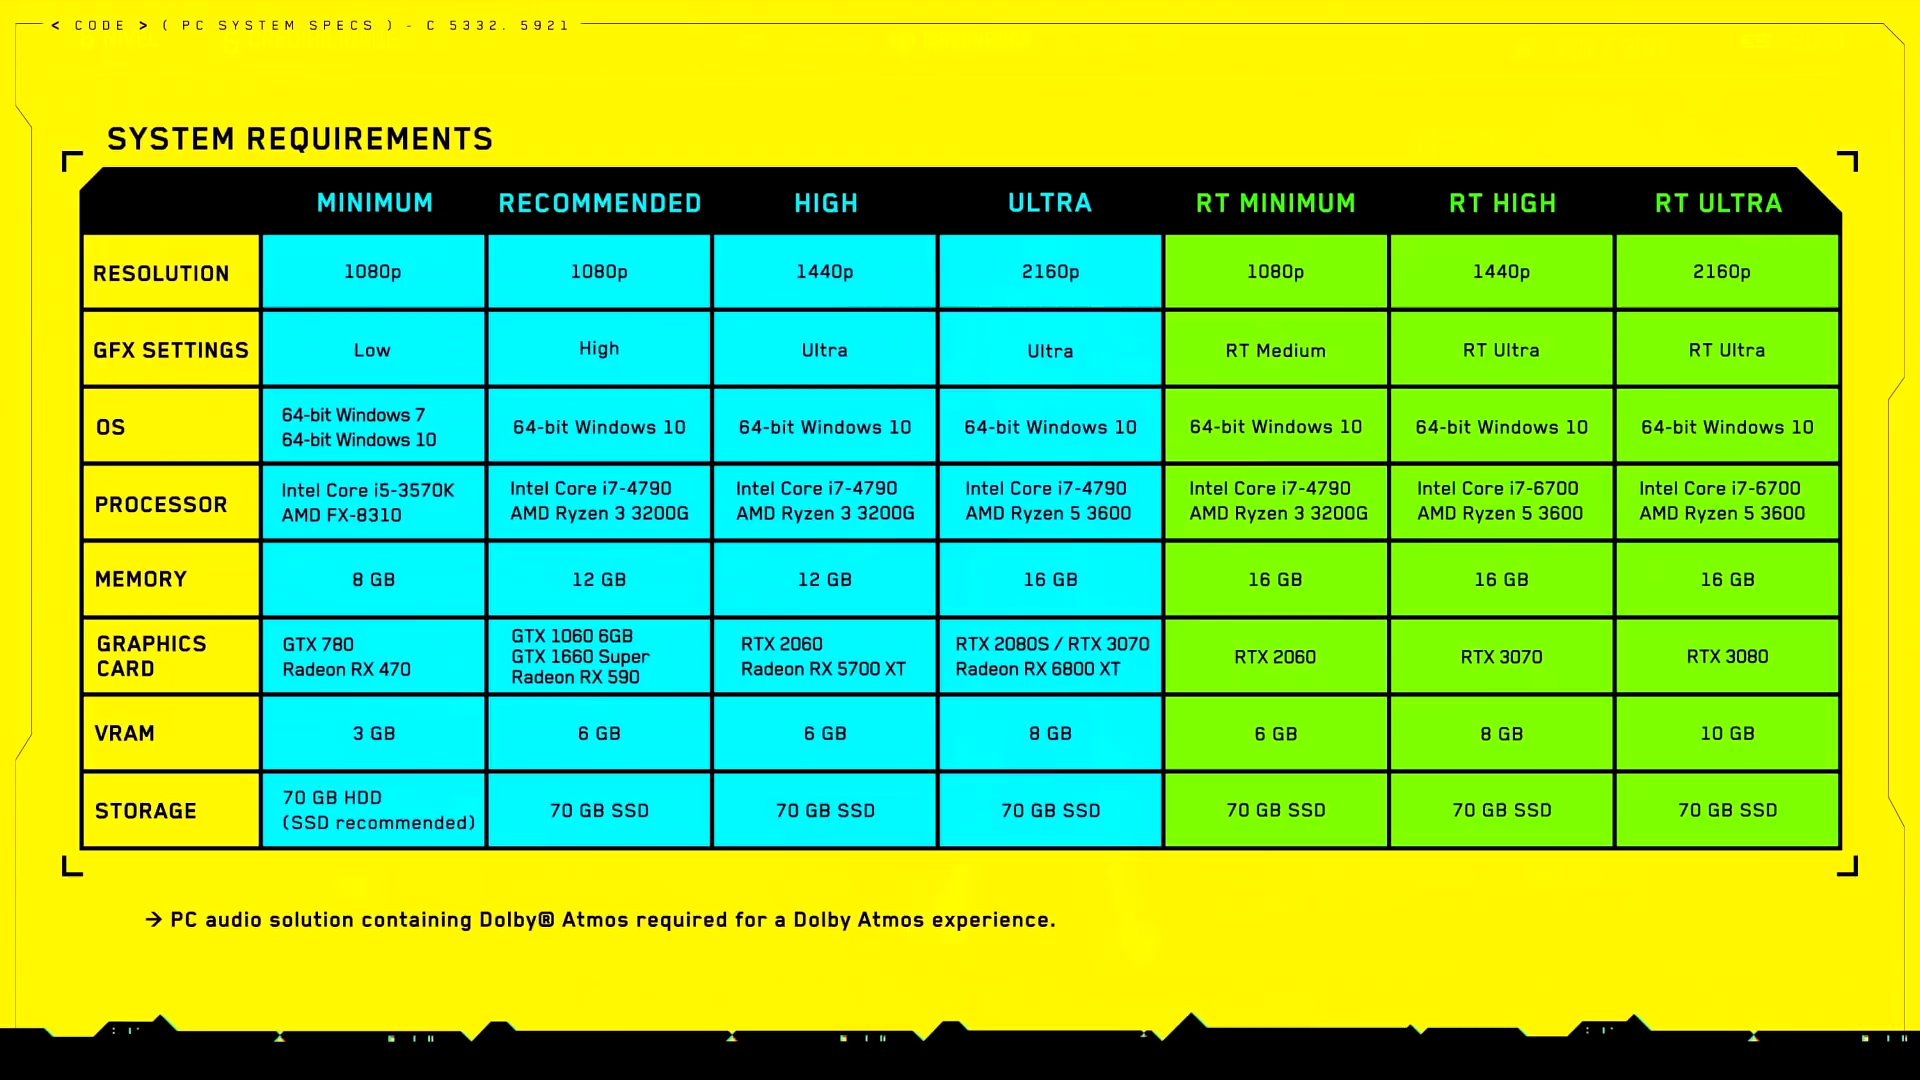 < CODE > ( PC SYSTEM SPECS ) - C 5332. 5921
SYSTEM REQUIREMENTS
MINIMUM RECOMMENDED HIGH ULTRA RT MINIMUM RT HIGH RT ULTRA
RESOLUTION 1080p 1080p 1440p 2160p 1080p 1440p 2160p
GFX SETTINGS Low High Ultra Ultra RT Medium RT Ultra RT Ultra
OS 64-bit Windows 7
64-bit Windows 10 64-bit Windows 10 64-bit Windows 10 64-bit Windows 10 64-bit Windows 10 64-bit Windows 10 64-bit Windows 10
PROCESSOR Intel Core i5-3570K Intel Core i7-4790 Intel Core i7-4790 Intel Core i7-4790 Intel Core i7-4790 Intel Core i7-6700 Intel Core i7-6700
AMD FX-8310 AMD Ryzen 3 3200G AMD Ryzen 3 3200G AMD Ryzen 5 3600 AMD Ryzen 3 3200G AMD Ryzen 5 3600 AMD Ryzen 5 3600
MEMORY 8 GB 12 GB 12 GB 16 GB 16 GB 16 GB 16 GB
GRAPHICS CARD
GTX 780
Radeon RX 470
GTX 1060 6GB
GTX 1660 Super
Radeon RX 590
RTX 2060
Radeon RX 5700 XT
RTX 2080S / RTX 3070
Radeon RX 6800 XT
RTX 2060
RTX 3070
RTX 3080
VRAM 3 GB 6 GB 6 GB 8 GB 6 GB 8 GB 10 GB
STORAGE 70 GB HDD
(SSD recommended) 70 GB SSD 70 GB SSD 70 GB SSD 70 GB SSD 70 GB SSD 70 GB SSD
→ PC audio solution containing Dolby® Atmos required for a Dolby Atmos experience.